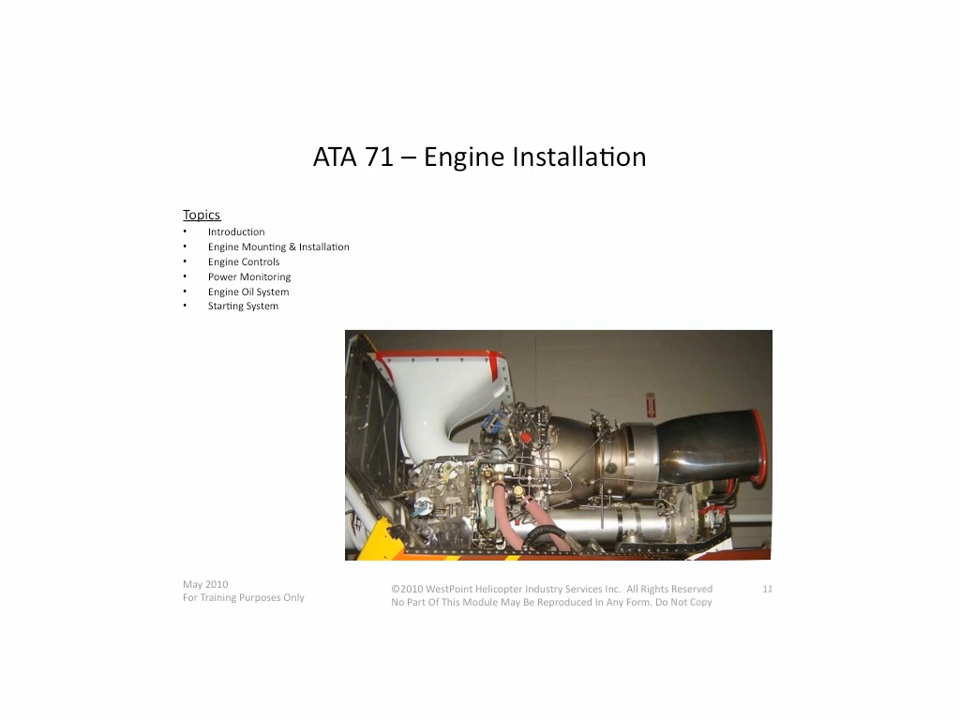 ATA 71 – Engine Installation
Topics
• Introduction
• Engine Mounting & Installation
• Engine Controls
• Power Monitoring
• Engine Oil System
• Starting System
May 2010
For Training Purposes Only
©2010 WestPoint Helicopter Industry Services Inc. All Rights Reserved
No Part Of This Module May Be Reproduced In Any Form. Do Not Copy
11